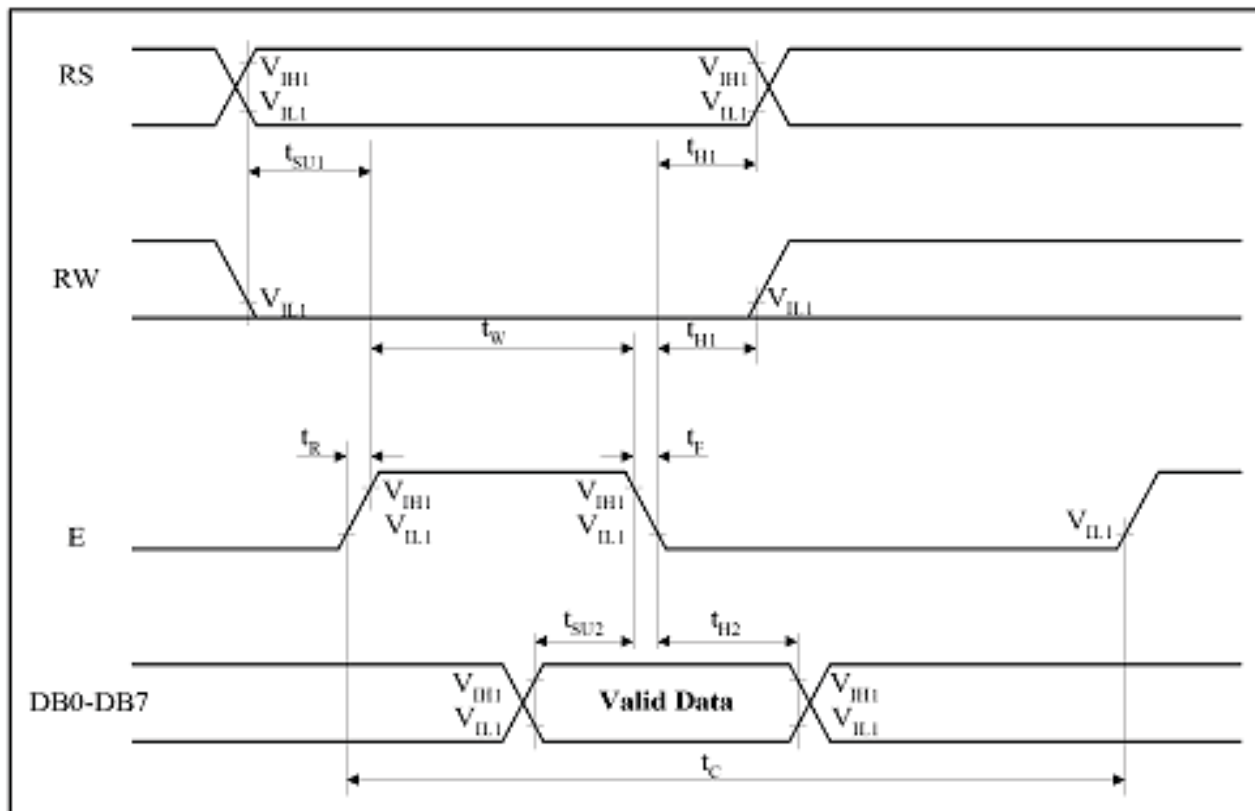 RS
V_IH1 V_IH1
V_IL1 V_IL1
t_SU1 t_H1
RW
V_IL1 V_IL1
t_W t_H1
t_R t_F
V_IH1 V_IH1
E V_IL1 V_IL1 V_IL1
t_SU2 t_H2
V_IH1 V_IH1
DB0-DB7 Valid Data
V_IL1 V_IL1
t_C